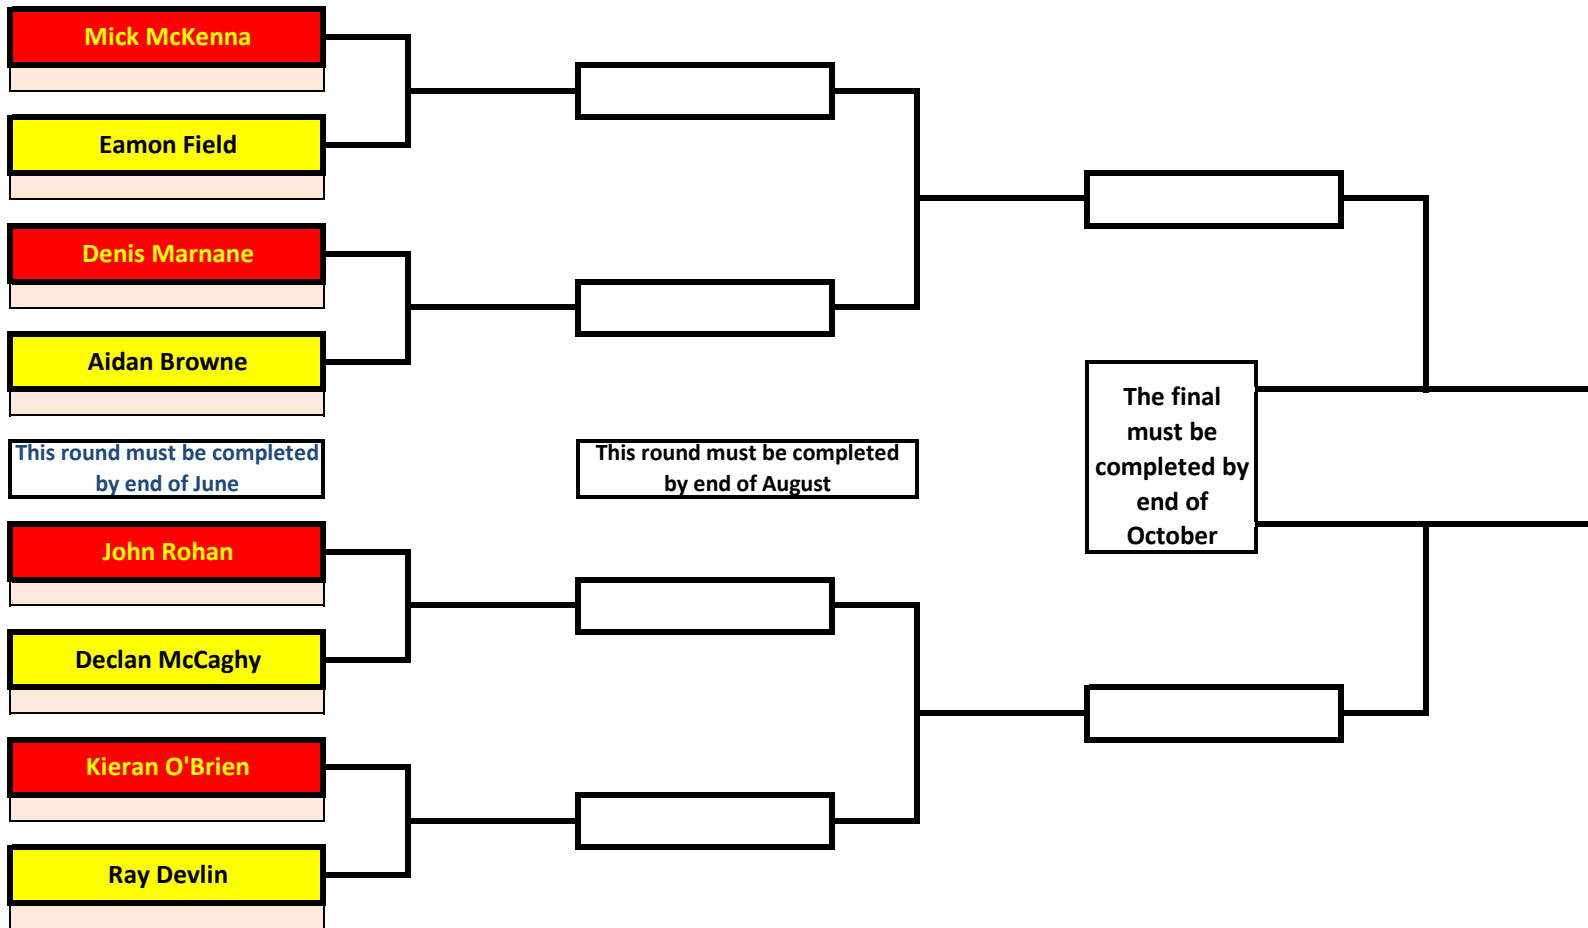 Mick McKenna
Eamon Field
Denis Marnane
Aidan Browne
This round must be completed
by end of June
This round must be completed
by end of August
The final
must be
completed by
end of
October
John Rohan
Declan McCaghy
Kieran O'Brien
Ray Devlin